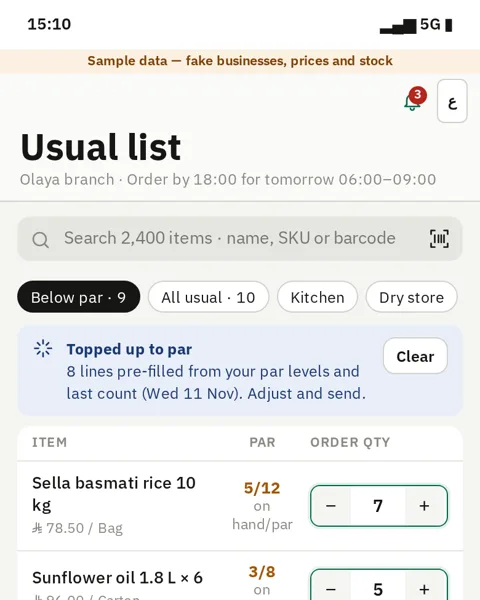 15:10
5G
Sample data — fake businesses, prices and stock
3
ع
Usual list
Olaya branch · Order by 18:00 for tomorrow 06:00–09:00
Search 2,400 items · name, SKU or barcode
Below par · 9
All usual · 10
Kitchen
Dry store
Topped up to par
8 lines pre-filled from your par levels and
last count (Wed 11 Nov). Adjust and send.
Clear
ITEM PAR ORDER QTY
Sella basmati rice 10
kg
⃁ 78.50 / Bag
5/12
on
hand/par
− 7 +
Sunflower oil 1.8 L × 6
3/8
on
− 5 +